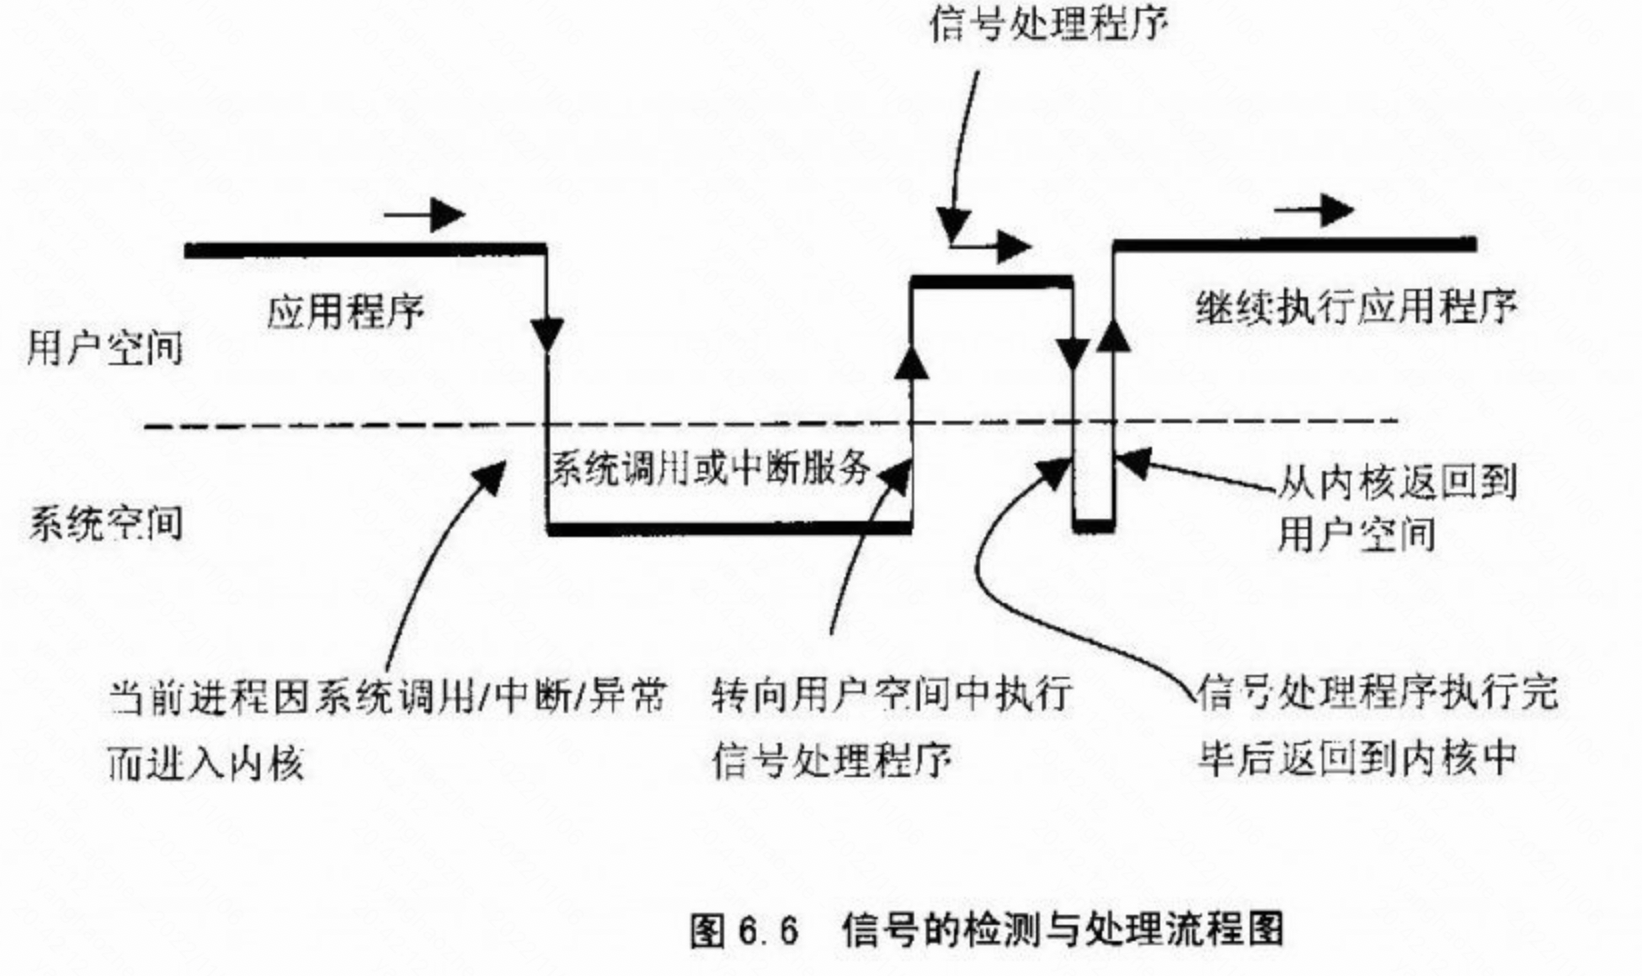 信号处理程序
应用程序
继续执行应用程序
用户空间
系统调用或中断服务
系统空间
从内核返回到
用户空间
当前进程因系统调用/中断/异常
而进入内核
转向用户空间中执行
信号处理程序
信号处理程序执行完
毕后返回到内核中
图 6.6 信号的检测与处理流程图